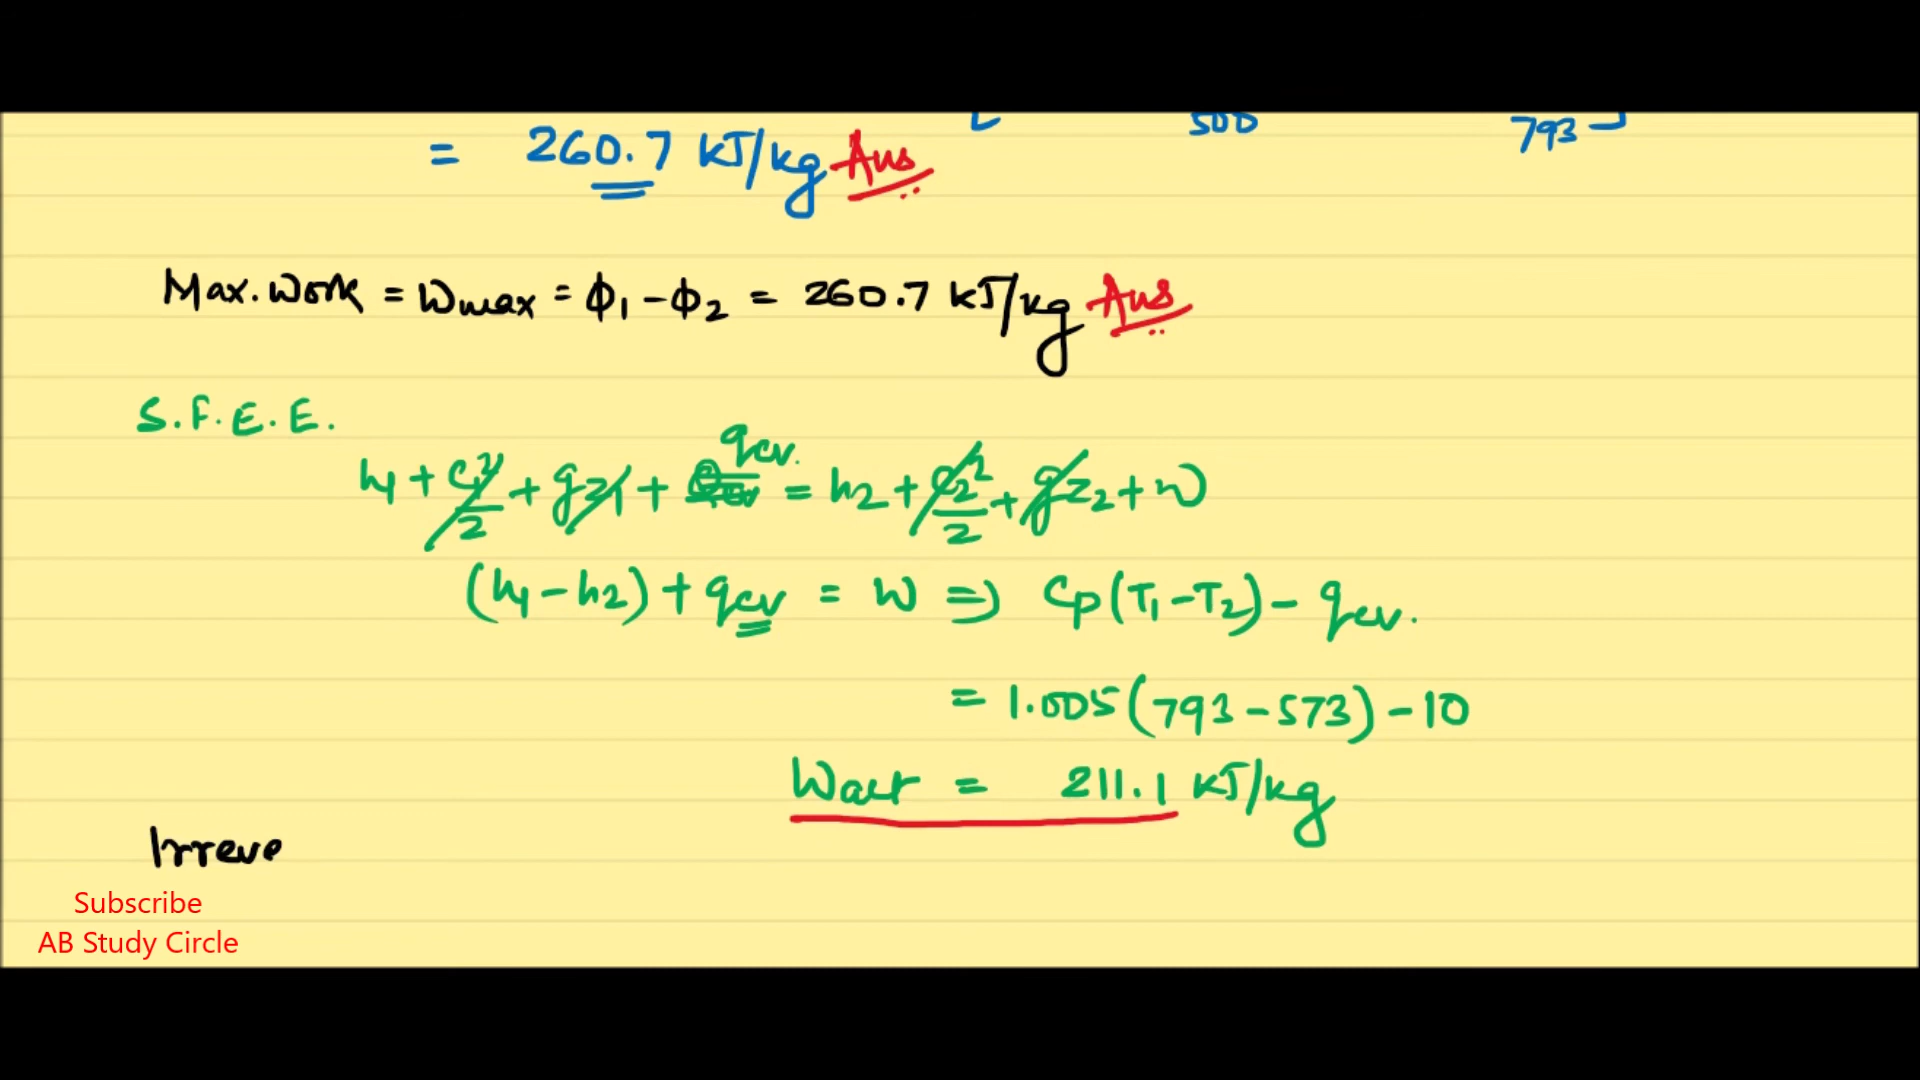 500 793
= 260.7 kJ/kg Ans
Max. Work = Wmax = ϕ1 - ϕ2 = 260.7 kJ/kg Ans
S.F.E.E.
h1 + C1²/2 + gz1 + qcv = h2 + C2²/2 + gz2 + W
(h1 - h2) + qcv = W ⇒ Cp(T1 - T2) - qcv.
= 1.005(793 - 573) - 10
Wact = 211.1 kJ/kg
Irreve
Subscribe
AB Study Circle